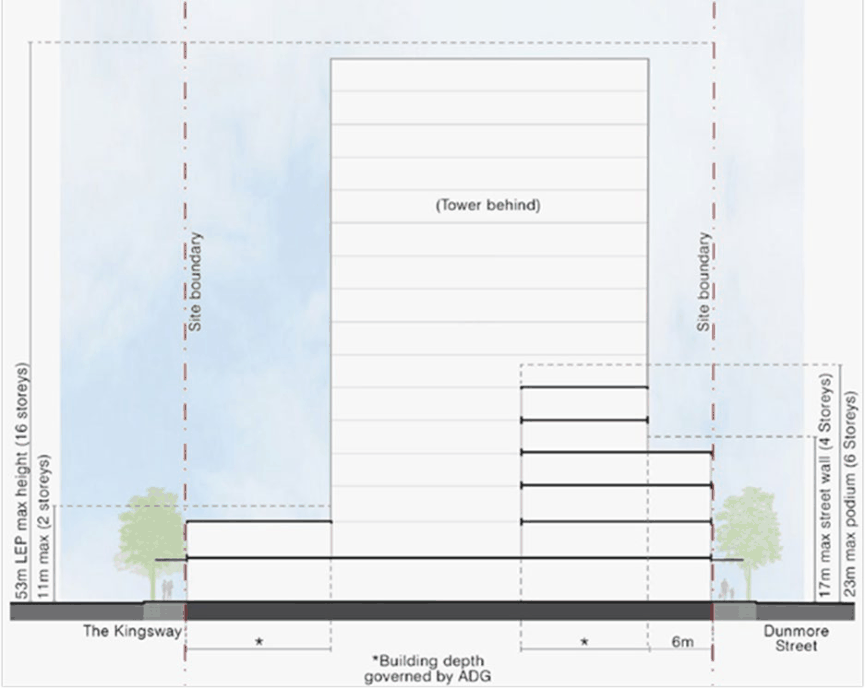 (Tower behind)
Site boundary
Site boundary
53m LEP max height (16 storeys)
11m max (2 storeys)
17m max street wall (4 Storeys)
23m max podium (6 Storeys)
The Kingsway
*
*
6m
Dunmore
Street
*Building depth
governed by ADG